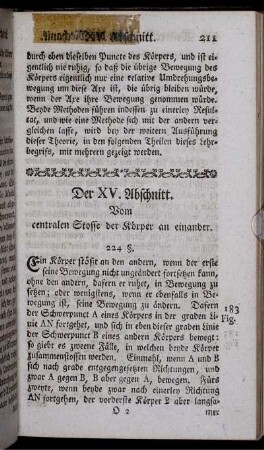 Abschnitt. 211
durch eben dieselben Puncte des Körpers, und ist ei-
gentlich nie ruhig, so daß die übrige Bewegung des
Körpers eigentlich nur eine relative Umdrehungsbe-
wegung um diese Axe ist, die übrig bleiben würde,
wenn der Axe ihre Bewegung genommen würde.
Beyde Methoden führen indessen zu einerley Resul-
tat, und wie eine Methode sich mit der andern ver-
gleichen lasse, wird bey der weitern Ausführung
dieser Theorie, in den folgenden Theilen dieses Lehr-
begrifs, mit mehrern gezeigt werden.
Der XV. Abschnitt.
Vom
centralen Stosse der Körper an einander.
224 §.
Ein Körper stößt an den andern, wenn der erste
seine Bewegung nicht ungeändert fortsetzen kann,
ohne den andern, dafern er ruhet, in Bewegung zu
setzen; oder wenigstens, wenn er ebenfalls in Be-
wegung ist, seine Bewegung zu ändern. Dafern
der Schwerpunct A eines Körpers in der graden Li- 183
nie ΔN fortgehet, und sich in eben dieser graden Linie Fig.
der Schwerpunct B eines andern Körpers bewegt:
so giebt es zweene Fälle, in welchen beyde Körper
zusammenstossen werden. Einmahl, wenn A und B
sich nach grade entgegengesetzten Richtungen, und
zwar A gegen B, B aber gegen A, bewegen. Fürs
zweyte, wenn beyde zwar nach einerley Richtung
ΔN fortgehen, der vorderste Körper B aber langsa-
O 2 mer